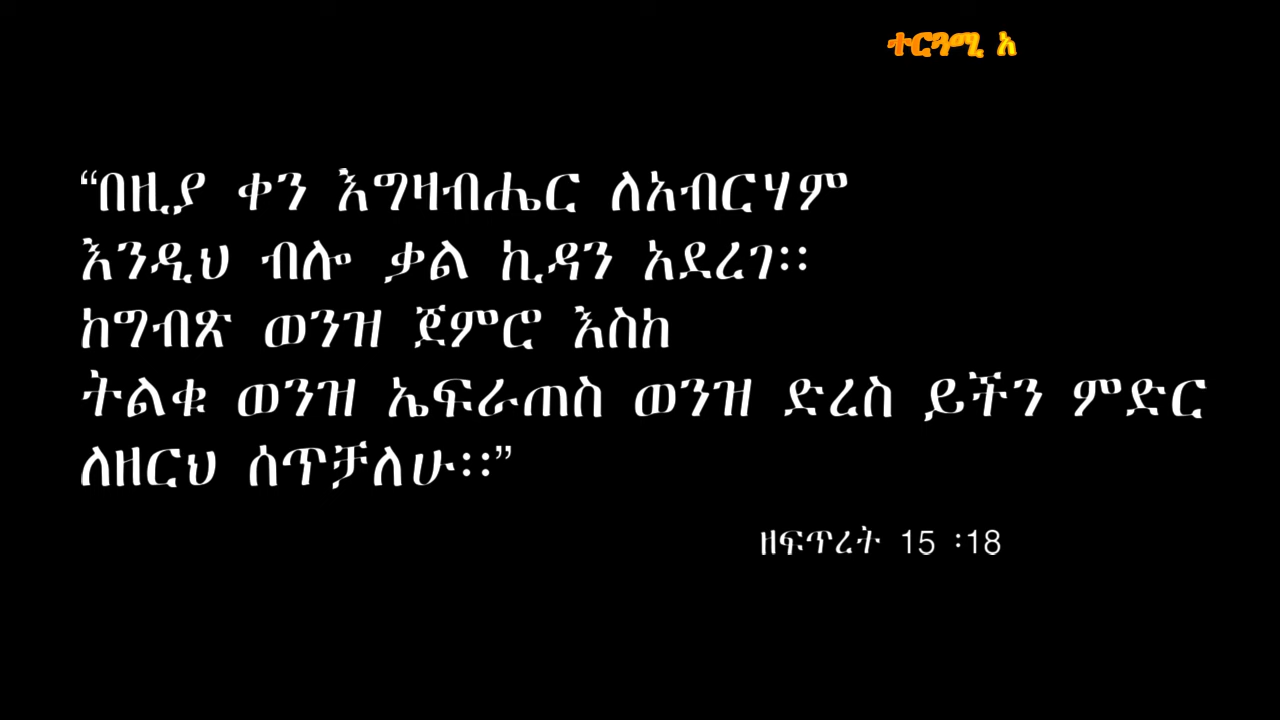 ተርጓሚ አ
“በዚያ ቀን እግዛብሔር ለአብርሃም
እንዲህ ብሎ ቃል ኪዳን አደረገ፡፡
ከግብጽ ወንዝ ጀምሮ እስከ
ትልቁ ወንዝ ኤፍራጠስ ወንዝ ድረስ ይችን ምድር
ለዘርህ ሰጥቻለሁ፡፡”
ዘፍጥረት 15 ፡18